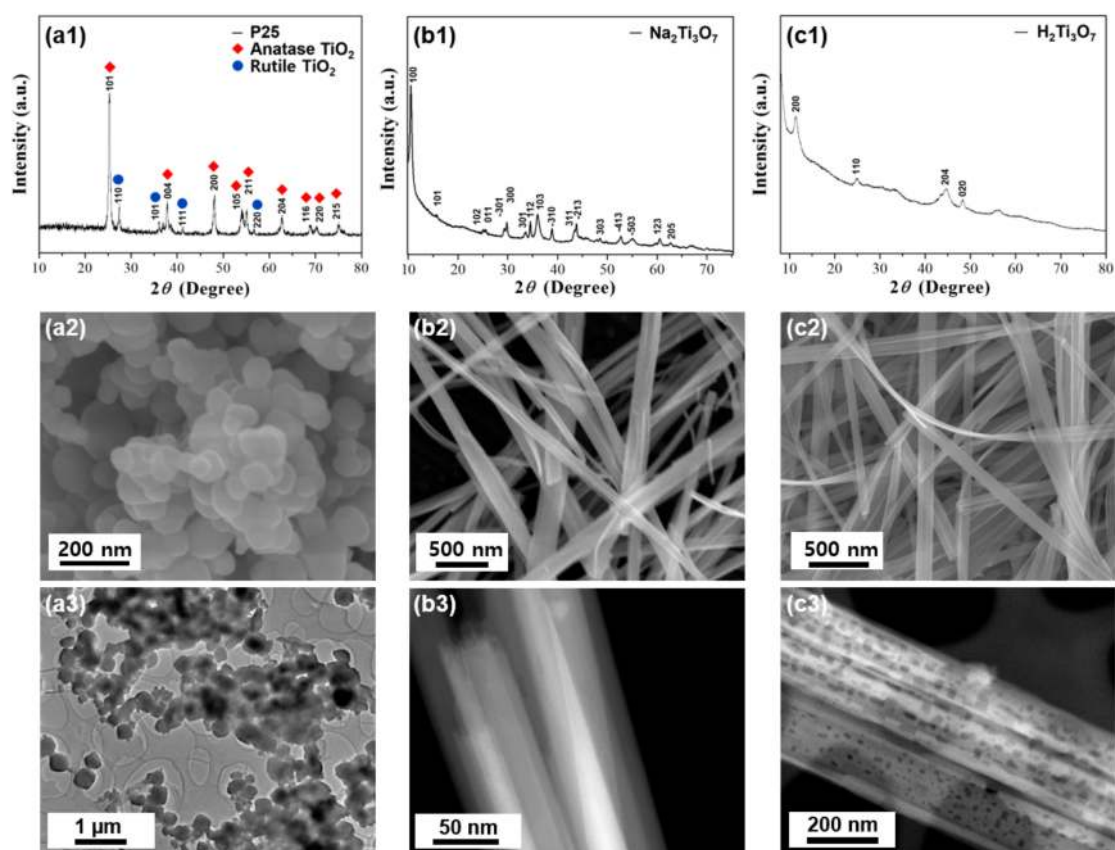 (a1)
P25
Anatase TiO2
Rutile TiO2
Intensity (a.u.)
101
110
101
004
111
200
105
211
220
204
116
220
215
10 20 30 40 50 60 70 80
2θ (Degree)
(b1)
Na2Ti3O7
Intensity (a.u.)
100
101
102
011
-301
300
301
112
103
-310
311
-213
303
-413
-503
123
205
10 20 30 40 50 60 70
2θ (Degree)
(c1)
H2Ti3O7
Intensity (a.u.)
200
110
204
020
10 20 30 40 50 60 70 80
2θ (Degree)
(a2)
200 nm
(b2)
500 nm
(c2)
500 nm
(a3)
1 μm
(b3)
50 nm
(c3)
200 nm